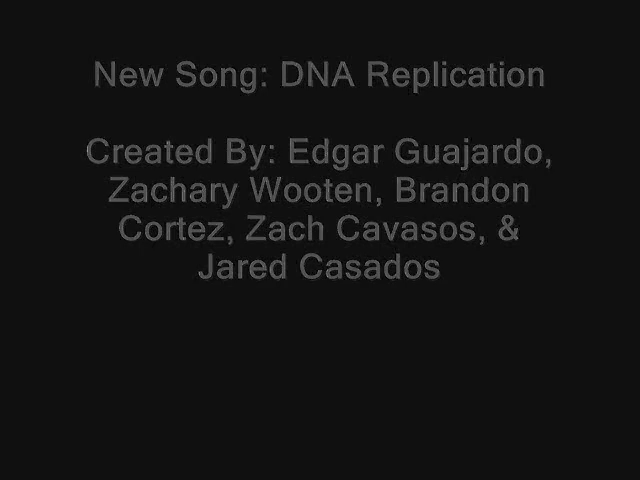 New Song: DNA Replication
Created By: Edgar Guajardo,
Zachary Wooten, Brandon
Cortez, Zach Cavasos, &
Jared Casados